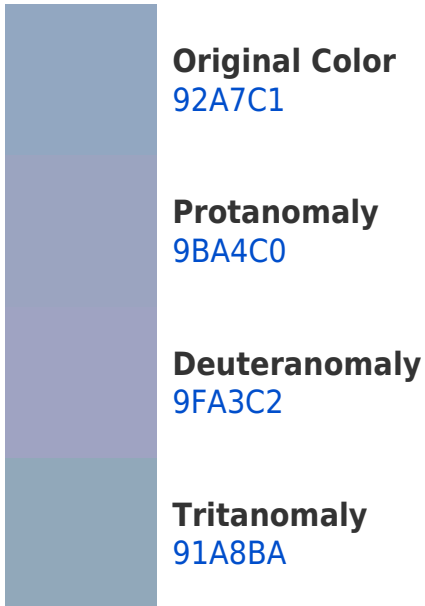 Original Color
92A7C1
Protanomaly
9BA4C0
Deuteranomaly
9FA3C2
Tritanomaly
91A8BA